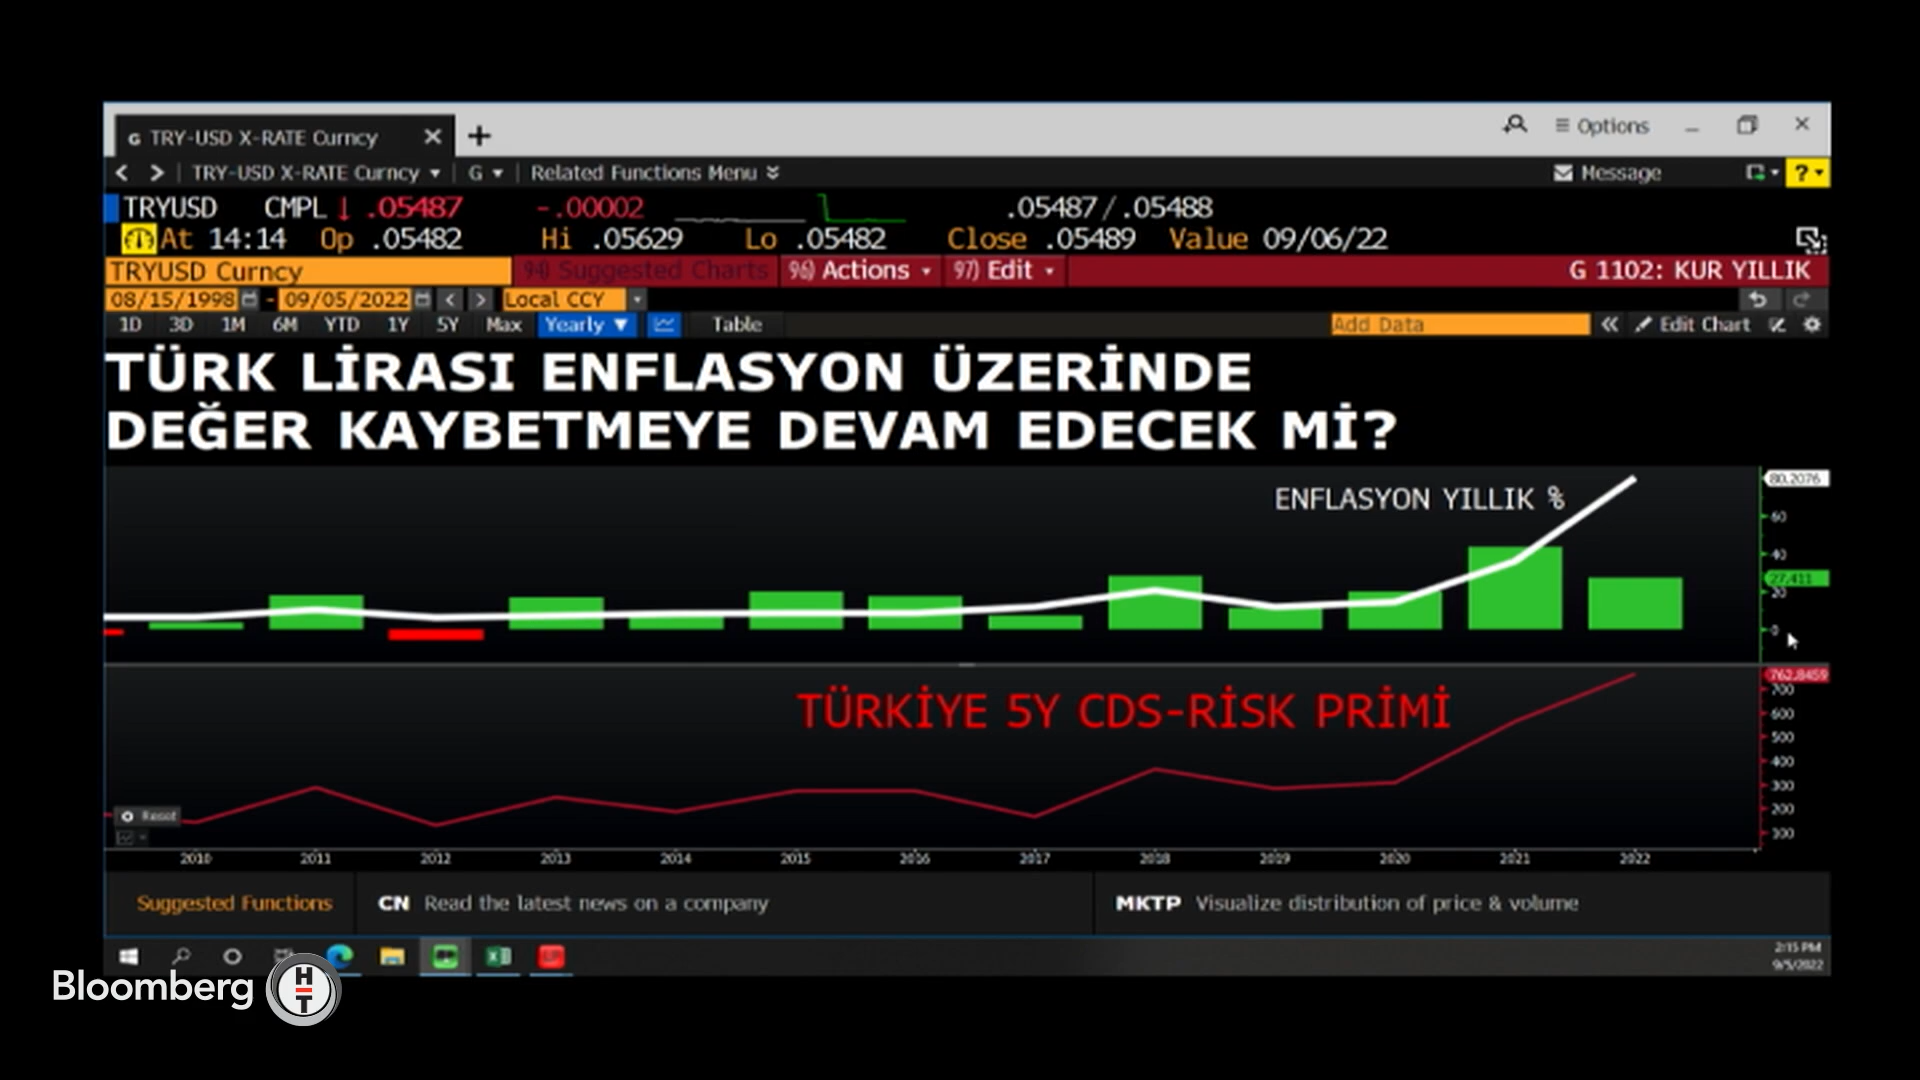 G TRY-USD X-RATE Curncy × +
Options
< > TRY-USD X-RATE Curncy ▾ G ▾ Related Functions Menu
Message ?
TRYUSD CMPL ↓ .05487 -.00002 .05487/.05488
At 14:14 Op .05482 Hi .05629 Lo .05482 Close .05489 Value 09/06/22
TRYUSD Curncy 94) Suggested Charts 96) Actions 97) Edit G 1102: KUR YILLIK
08/15/1998 - 09/05/2022 < > Local CCY
1D 3D 1M 6M YTD 1Y 5Y Max Yearly ▼ Table Add Data « Edit Chart
TÜRK LİRASI ENFLASYON ÜZERİNDE
DEĞER KAYBETMEYE DEVAM EDECEK Mİ?
ENFLASYON YILLIK %
80.2076
60
40
27.411
20
0
TÜRKİYE 5Y CDS-RİSK PRİMİ
762.8459
700
600
500
400
300
200
100
Reset
2010 2011 2012 2013 2014 2015 2016 2017 2018 2019 2020 2021 2022
Suggested Functions CN Read the latest news on a company MKTP Visualize distribution of price & volume
2:15 PM
9/5/2022
Bloomberg HT